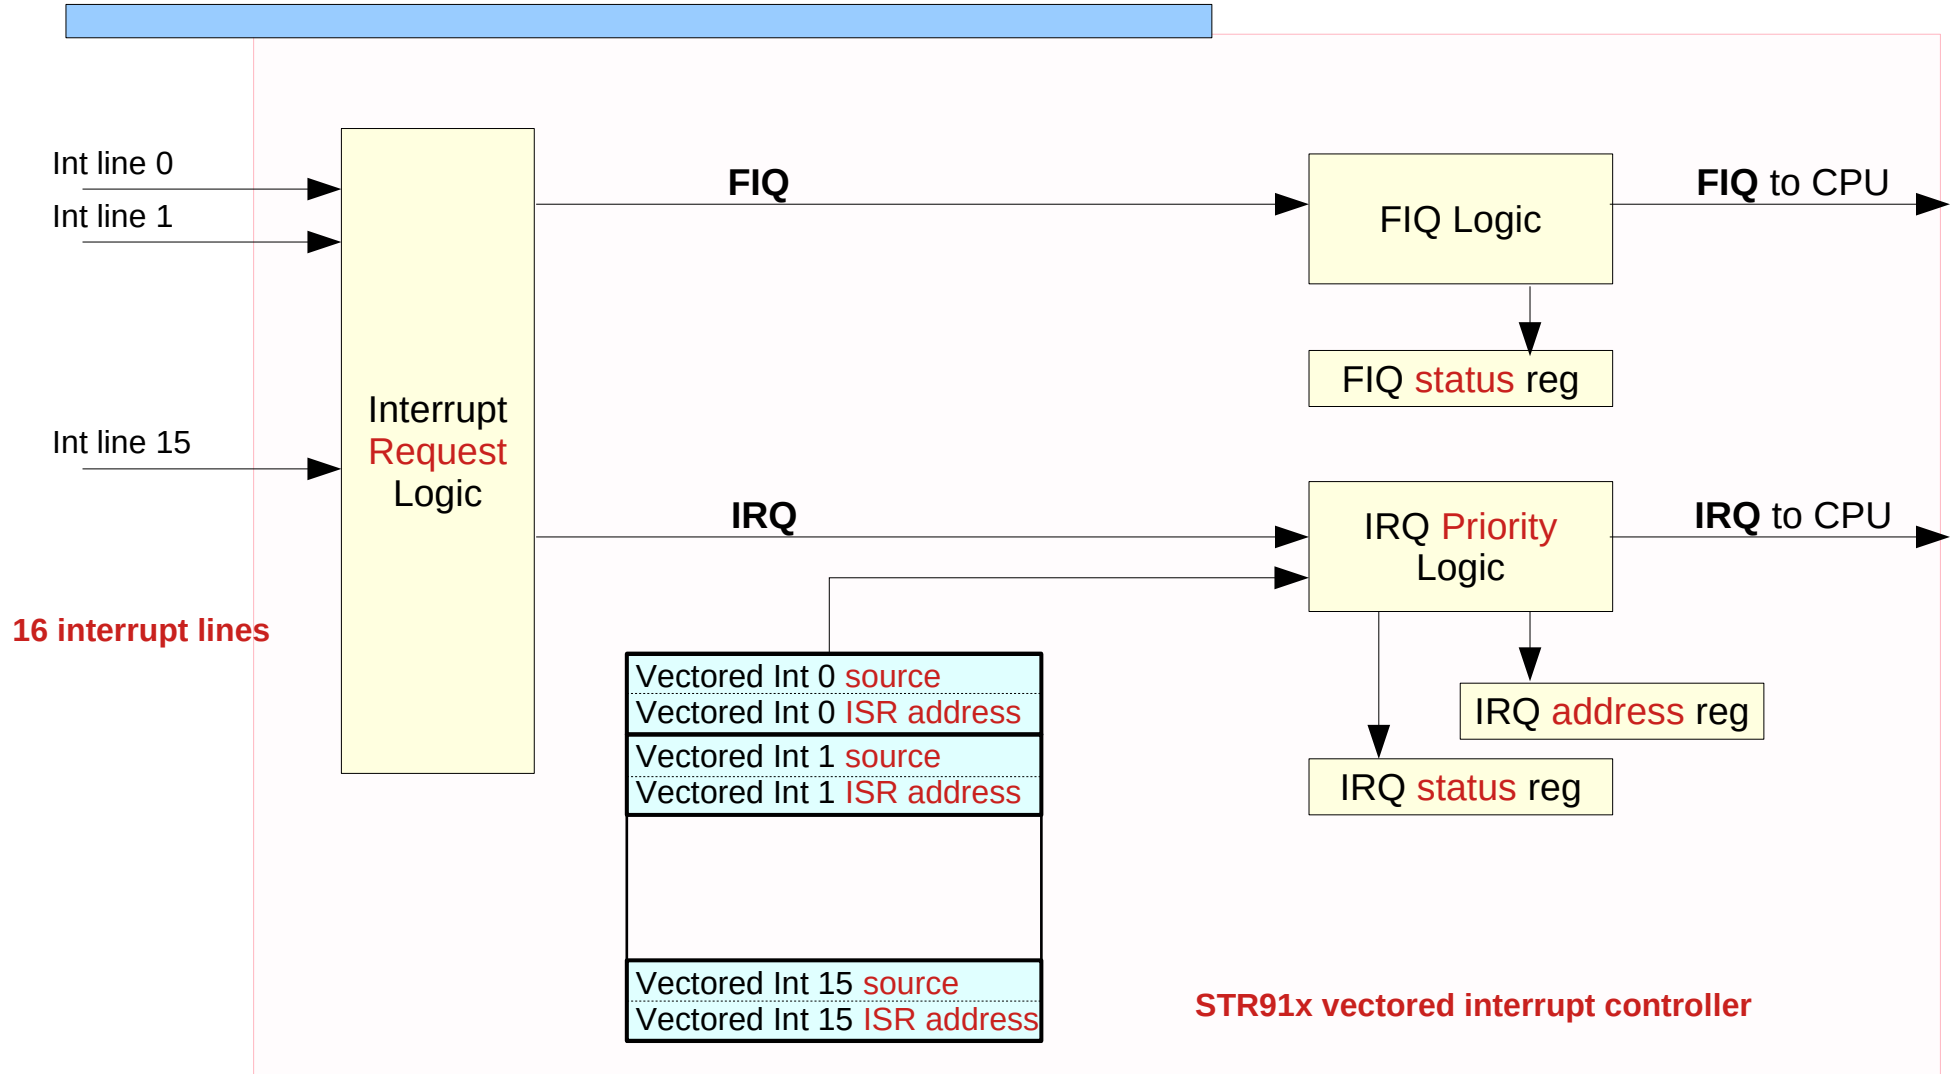 Int line 0
Int line 1
Int line 15
16 interrupt lines
Interrupt
Request
Logic
FIQ
FIQ Logic
FIQ to CPU
FIQ status reg
IRQ
IRQ Priority
Logic
IRQ to CPU
IRQ address reg
IRQ status reg
Vectored Int 0 source
Vectored Int 0 ISR address
Vectored Int 1 source
Vectored Int 1 ISR address
Vectored Int 15 source
Vectored Int 15 ISR address
STR91x vectored interrupt controller